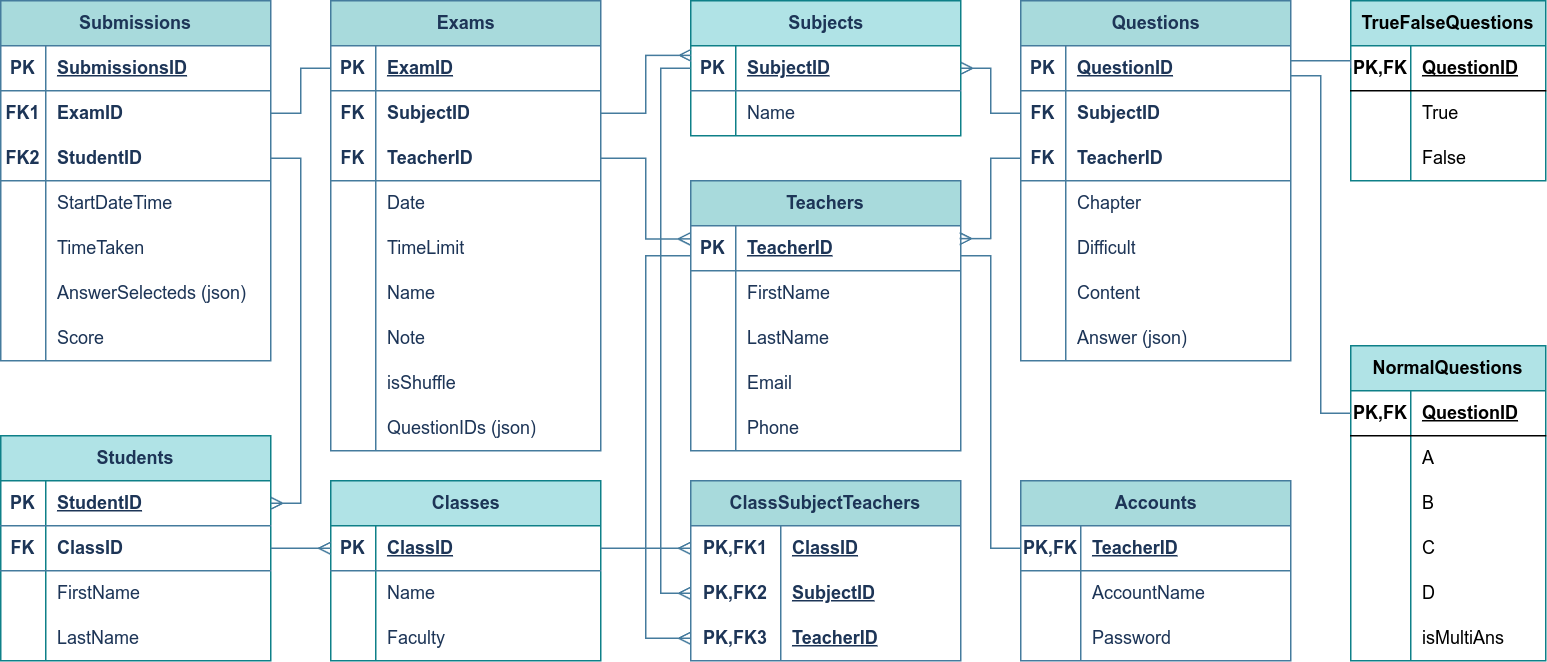 Submissions
PK SubmissionsID
FK1 ExamID
FK2 StudentID
StartDateTime
TimeTaken
AnswerSelecteds (json)
Score
Exams
PK ExamID
FK SubjectID
FK TeacherID
Date
TimeLimit
Name
Note
isShuffle
QuestionIDs (json)
Subjects
PK SubjectID
Name
Teachers
PK TeacherID
FirstName
LastName
Email
Phone
Questions
PK QuestionID
FK SubjectID
FK TeacherID
Chapter
Difficult
Content
Answer (json)
TrueFalseQuestions
PK,FK QuestionID
True
False
NormalQuestions
PK,FK QuestionID
A
B
C
D
isMultiAns
Students
PK StudentID
FK ClassID
FirstName
LastName
Classes
PK ClassID
Name
Faculty
ClassSubjectTeachers
PK,FK1 ClassID
PK,FK2 SubjectID
PK,FK3 TeacherID
Accounts
PK,FK TeacherID
AccountName
Password